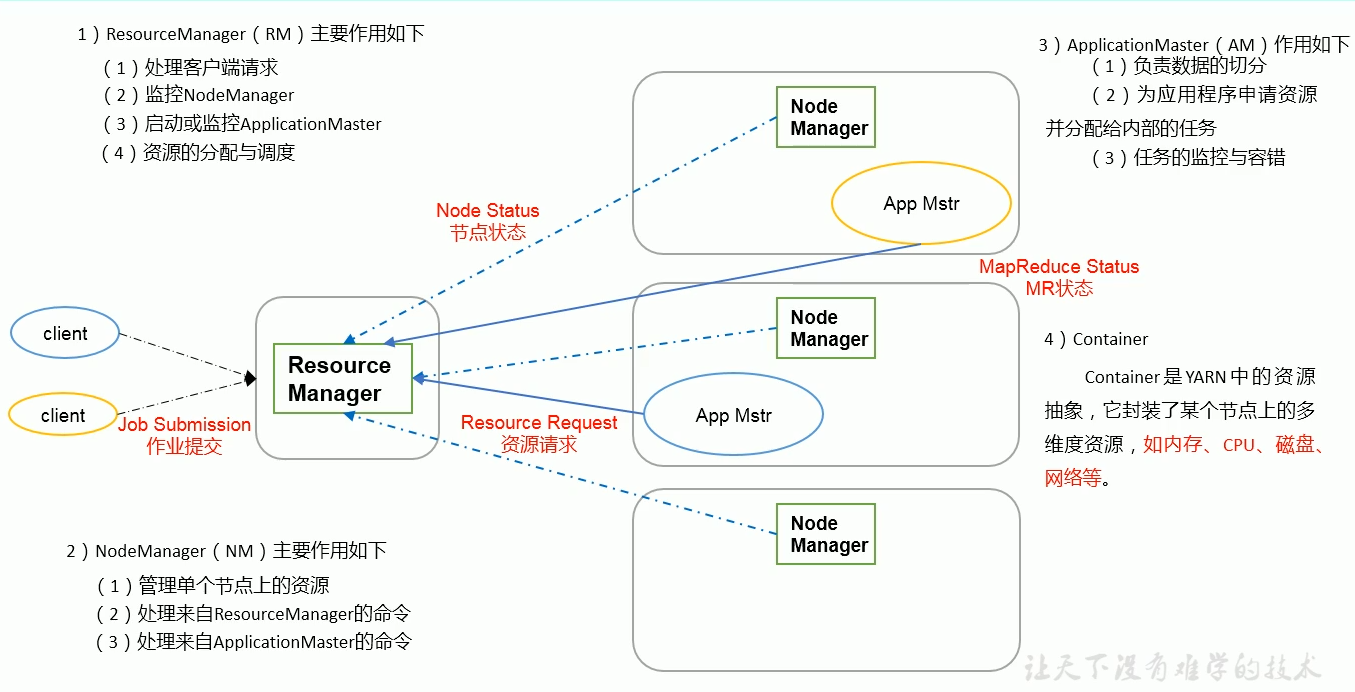 1）ResourceManager（RM）主要作用如下
（1）处理客户端请求
（2）监控NodeManager
（3）启动或监控ApplicationMaster
（4）资源的分配与调度
3）ApplicationMaster（AM）作用如下
（1）负责数据的切分
（2）为应用程序申请资源
并分配给内部的任务
（3）任务的监控与容错
Node
Manager
App Mstr
Node Status
节点状态
MapReduce Status
MR状态
client
client
Job Submission
作业提交
Resource
Manager
Node
Manager
App Mstr
Resource Request
资源请求
4）Container
Container是YARN中的资源
抽象，它封装了某个节点上的多
维度资源，如内存、CPU、磁盘、
网络等。
Node
Manager
2）NodeManager（NM）主要作用如下
（1）管理单个节点上的资源
（2）处理来自ResourceManager的命令
（3）处理来自ApplicationMaster的命令
让天下没有难学的技术